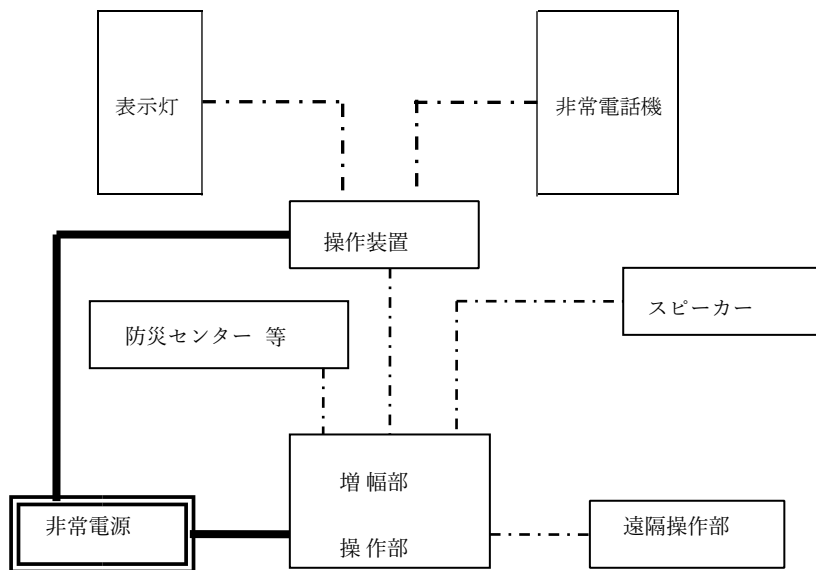 表示灯
非常電話機
操作装置
スピーカー
防災センター 等
増 幅部
非常電源
遠隔操作部
操 作部